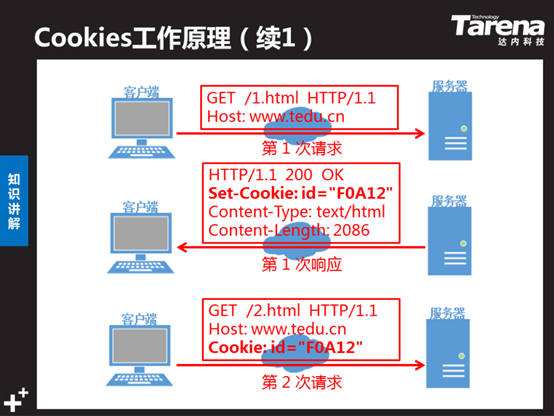 Cookies工作原理（续1）
Technology
Tarena
达内科技
知识讲解
客户端
服务器
GET /1.html HTTP/1.1
Host: www.tedu.cn
第 1 次请求
客户端
服务器
HTTP/1.1 200 OK
Set-Cookie: id="F0A12"
Content-Type: text/html
Content-Length: 2086
第 1 次响应
客户端
服务器
GET /2.html HTTP/1.1
Host: www.tedu.cn
Cookie: id="F0A12"
第 2 次请求